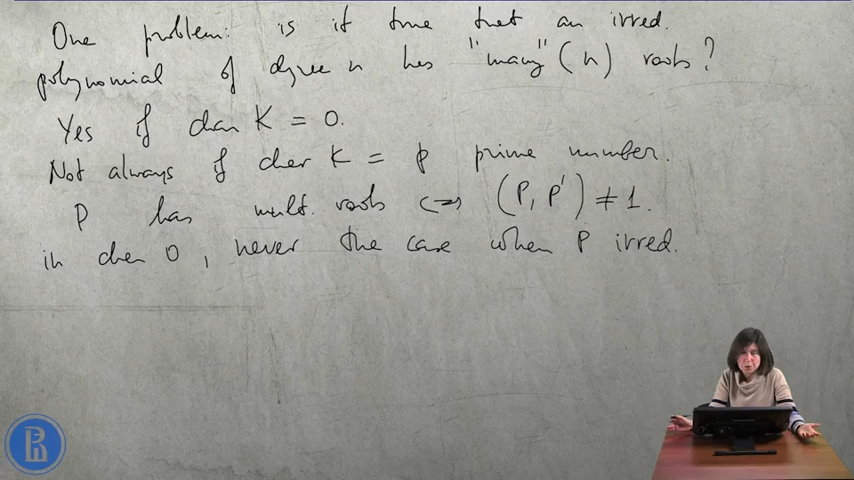 One problem: is it true that an irred.
polynomial of degree n has "many" (n) roots?
Yes if char K = 0.
Not always if char K = p prime number.
P has mult. roots <=> (P, P') ≠ 1.
in char 0, never the case when P irred.